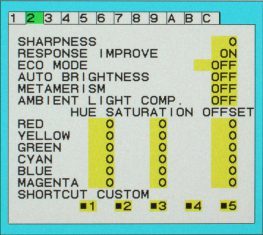 1 2 3 4 5 6 7 8 9 A B C
SHARPNESS 0
RESPONSE IMPROVE ON
ECO MODE OFF
AUTO BRIGHTNESS OFF
METAMERISM OFF
AMBIENT LIGHT COMP. OFF
HUE SATURATION OFFSET
RED 0 0 0
YELLOW 0 0 0
GREEN 0 0 0
CYAN 0 0 0
BLUE 0 0 0
MAGENTA 0 0 0
SHORTCUT CUSTOM
■1 ■2 ■3 ■4 ■5